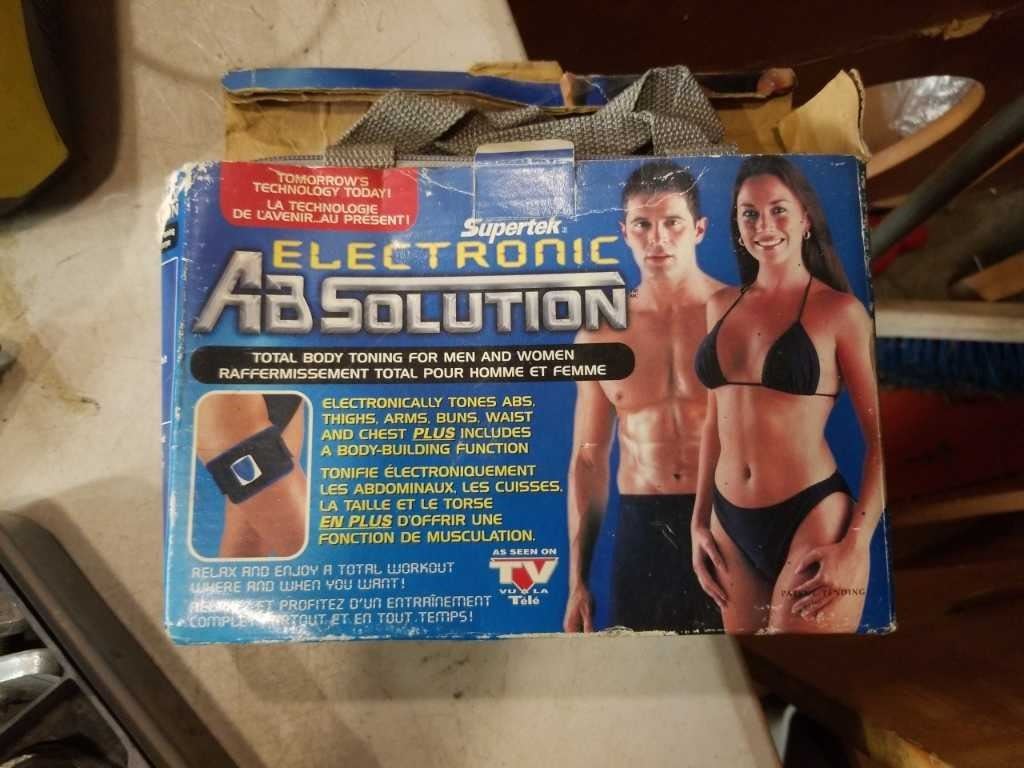 TOMORROW'S
TECHNOLOGY TODAY!
LA TECHNOLOGIE
DE L'AVENIR...AU PRÉSENT!
Supertek
ELECTRONIC
AB SOLUTION
TOTAL BODY TONING FOR MEN AND WOMEN
RAFFERMISSEMENT TOTAL POUR HOMME ET FEMME
ELECTRONICALLY TONES ABS,
THIGHS, ARMS, BUNS, WAIST
AND CHEST PLUS INCLUDES
A BODY-BUILDING FUNCTION
TONIFIE ÉLECTRONIQUEMENT
LES ABDOMINAUX, LES CUISSES,
LA TAILLE ET LE TORSE
EN PLUS D'OFFRIR UNE
FONCTION DE MUSCULATION.
RELAX AND ENJOY A TOTAL WORKOUT
WHERE AND WHEN YOU WANT!
ET PROFITEZ D'UN ENTRAÎNEMENT
ET EN TOUT TEMPS!
AS SEEN ON
TV
VU À LA
Télé